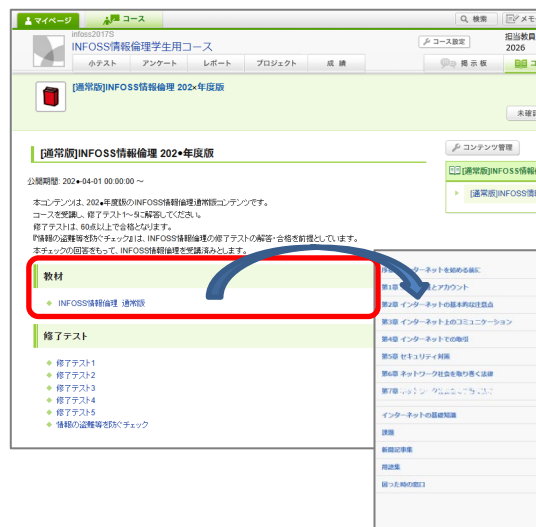 マイページ
コース
検索
メモ
infoss2017S
INFOSS情報倫理学生用コース
コース設定
担当教員
2026
小テスト
アンケート
レポート
プロジェクト
成績
掲示板
コ
[通常版]INFOSS情報倫理 202×年度版
未確認
[通常版]INFOSS情報倫理 202●年度版
コンテンツ管理
[通常版]INFOSS情報倫
[通常版]INFOSS情
公開期間: 202●-04-01 00:00:00 ～
本コンテンツは、202●年度版のINFOSS情報倫理通常版コンテンツです。
コースを受講し、修了テスト1～5に解答してください。
修了テストは、60点以上で合格となります。
『情報の盗難等を防ぐチェック』は、INFOSS情報倫理の修了テストの解答・合格を前提としています。
本チェックの回答をもって、INFOSS情報倫理を受講済みとします。
教材
INFOSS情報倫理 通常版
修了テスト
修了テスト1
修了テスト2
修了テスト3
修了テスト4
修了テスト5
情報の盗難等を防ぐチェック
ターネットを始める前に
第1章
とアカウント
第2章 インターネットの基本的な注意点
第3章 インターネット上のコミュニケーション
第4章 インターネットでの取引
第5章 セキュリティ対策
第6章 ネットワーク社会を取り巻く法律
第7章
インターネットの基礎知識
課題
新聞記事集
用語集
困った時の窓口